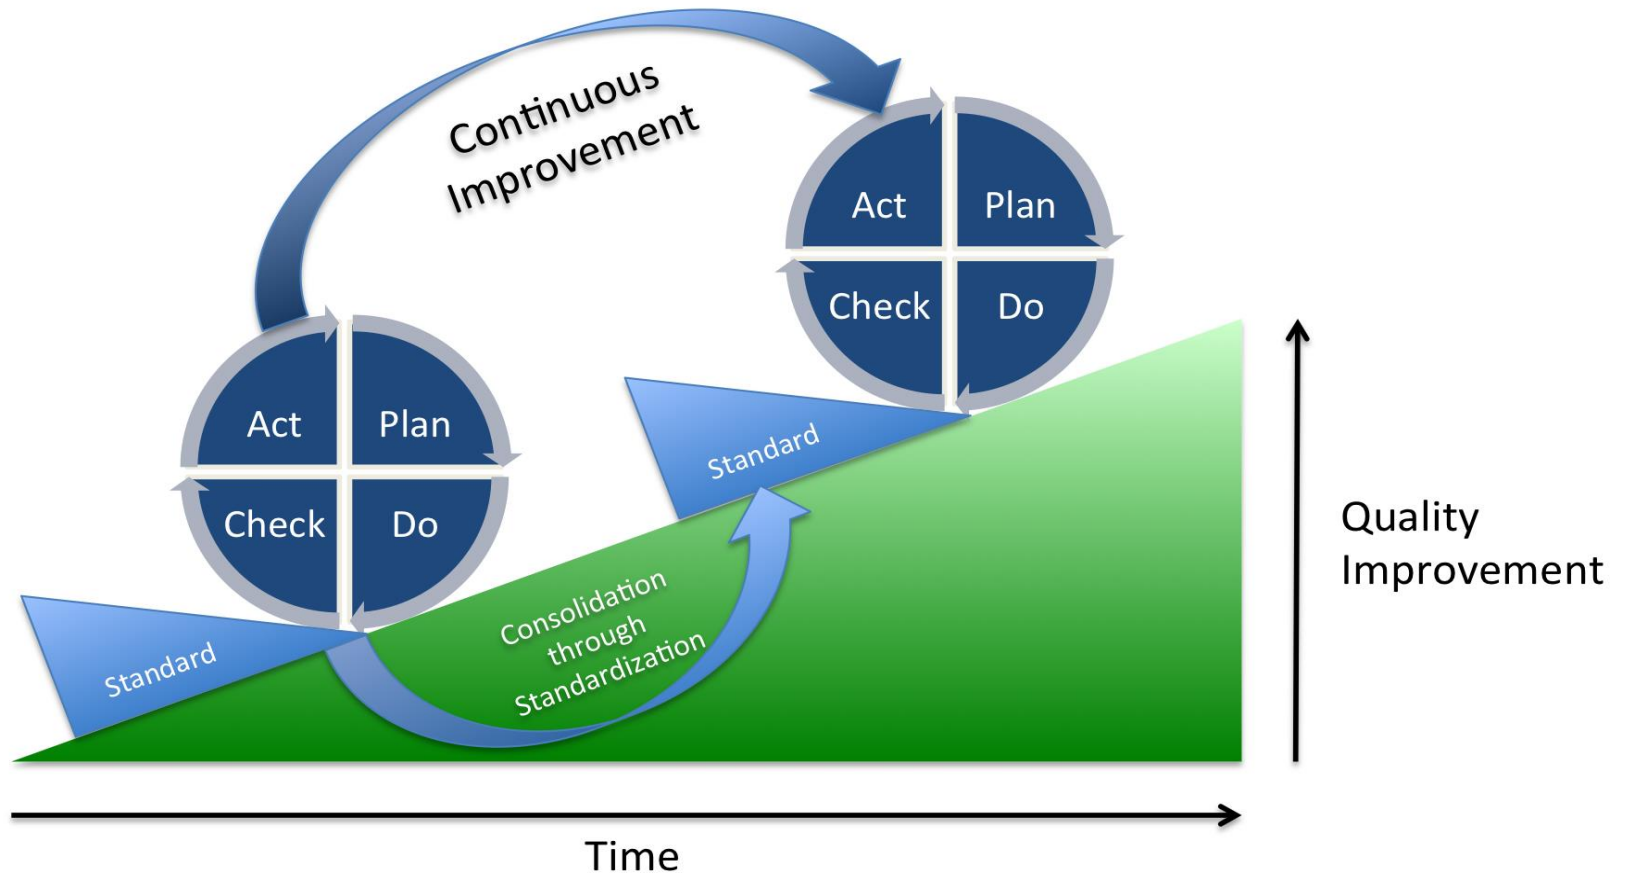 Continuous
Improvement
Act
Plan
Check
Do
Act
Plan
Check
Do
Standard
Standard
Consolidation
through
Standardization
Quality
Improvement
Time